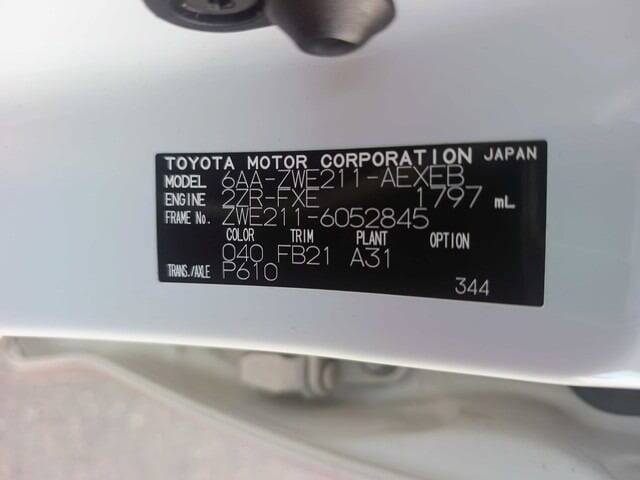 TOYOTA MOTOR CORPORATION JAPAN
MODEL 6AA-ZWE211-AEXEB
ENGINE 2ZR-FXE 1797 mL
FRAME No. ZWE211-6052845
COLOR TRIM PLANT OPTION
040 FB21 A31
TRANS./AXLE P610
344